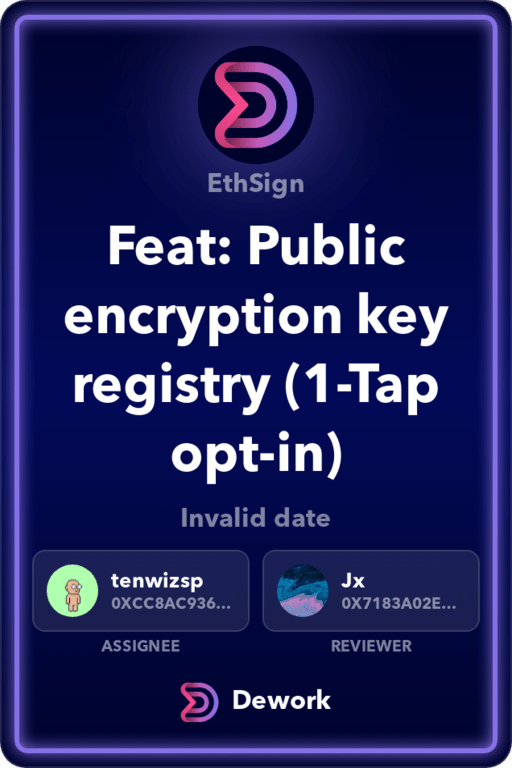 EthSign
Feat: Public
encryption key
registry (1-Tap
opt-in)
Invalid date
tenwizsp
0XCC8AC936...
Jx
0X7183A02E...
ASSIGNEE
REVIEWER
Dework